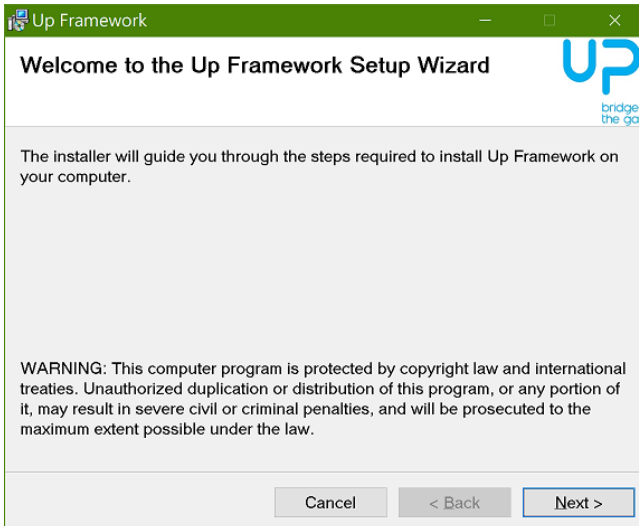 Up Framework
Welcome to the Up Framework Setup Wizard
UP
bridge
the ga
The installer will guide you through the steps required to install Up Framework on
your computer.
WARNING: This computer program is protected by copyright law and international
treaties. Unauthorized duplication or distribution of this program, or any portion of
it, may result in severe civil or criminal penalties, and will be prosecuted to the
maximum extent possible under the law.
Cancel < Back Next >